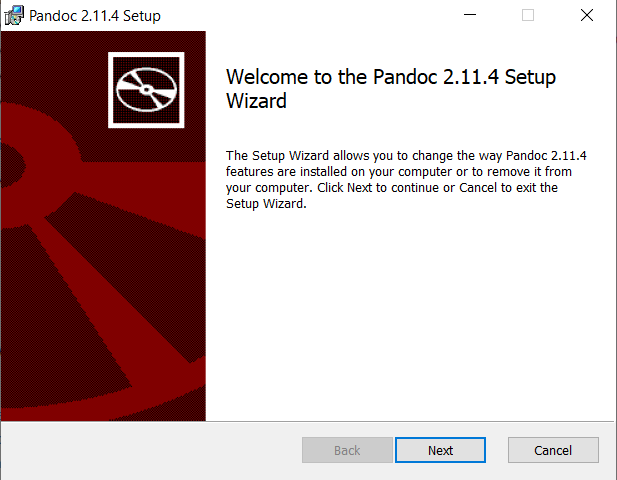 Pandoc 2.11.4 Setup
Welcome to the Pandoc 2.11.4 Setup
Wizard
The Setup Wizard allows you to change the way Pandoc 2.11.4
features are installed on your computer or to remove it from
your computer. Click Next to continue or Cancel to exit the
Setup Wizard.
Back
Next
Cancel